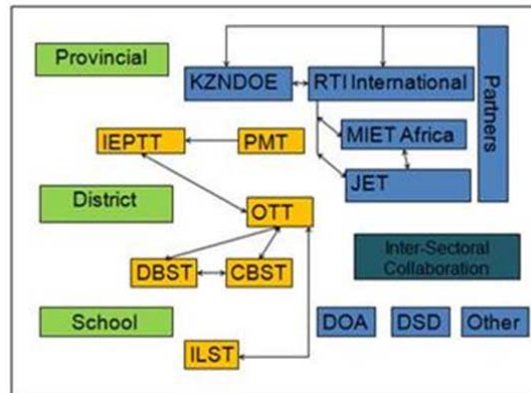 Provincial
KZNDOE
RTI International
Partners
MIET Africa
IEPTT
PMT
JET
District
OTT
Inter-Sectoral
Collaboration
DBST
CBST
School
DOA
DSD
Other
ILST